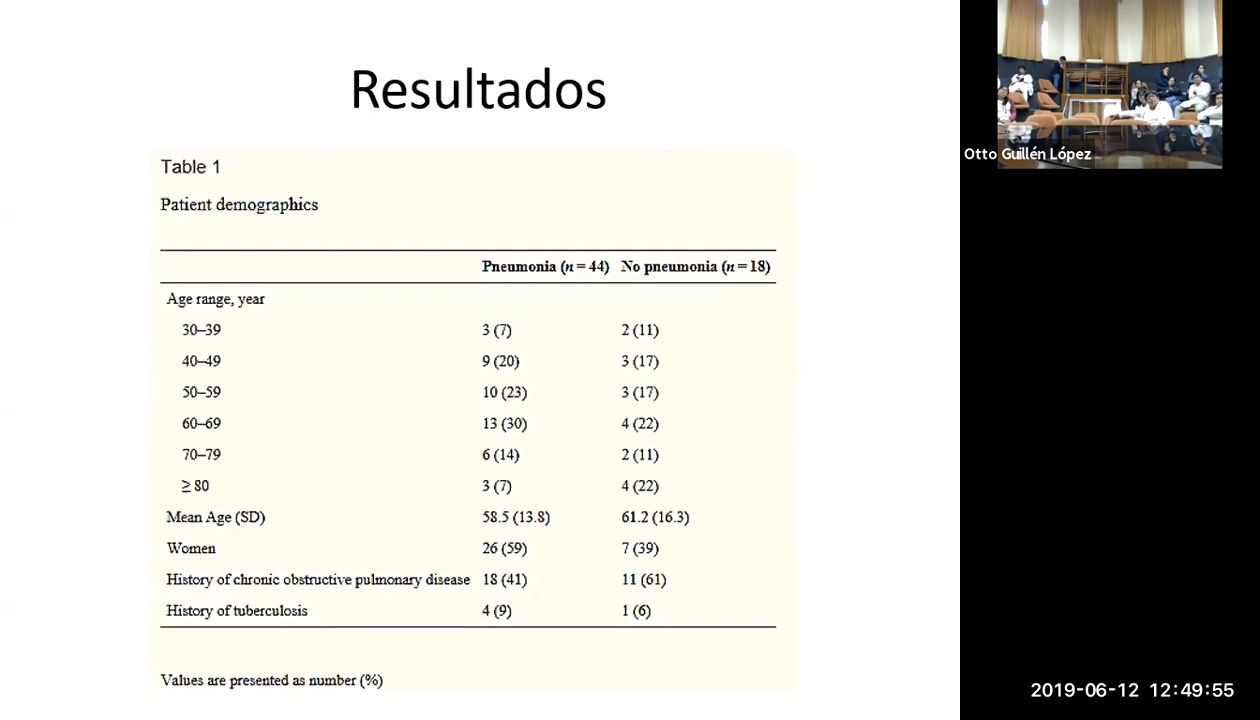 Resultados
Table 1
Patient demographics
Pneumonia (n = 44) No pneumonia (n = 18)
Age range, year
30–39 3 (7) 2 (11)
40–49 9 (20) 3 (17)
50–59 10 (23) 3 (17)
60–69 13 (30) 4 (22)
70–79 6 (14) 2 (11)
≥ 80 3 (7) 4 (22)
Mean Age (SD) 58.5 (13.8) 61.2 (16.3)
Women 26 (59) 7 (39)
History of chronic obstructive pulmonary disease 18 (41) 11 (61)
History of tuberculosis 4 (9) 1 (6)
Values are presented as number (%)
Otto Guillén López
2019-06-12 12:49:55